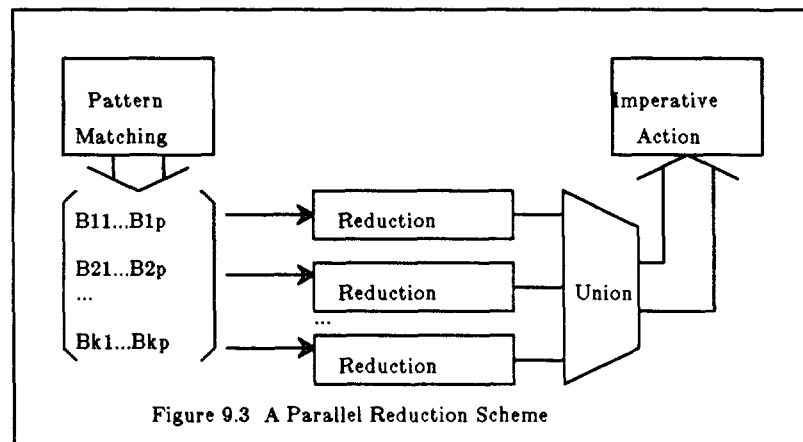 Pattern
Matching
Imperative
Action
B11...B1p
B21...B2p
...
Bk1...Bkp
Reduction
Reduction
...
Reduction
Union
Figure 9.3 A Parallel Reduction Scheme